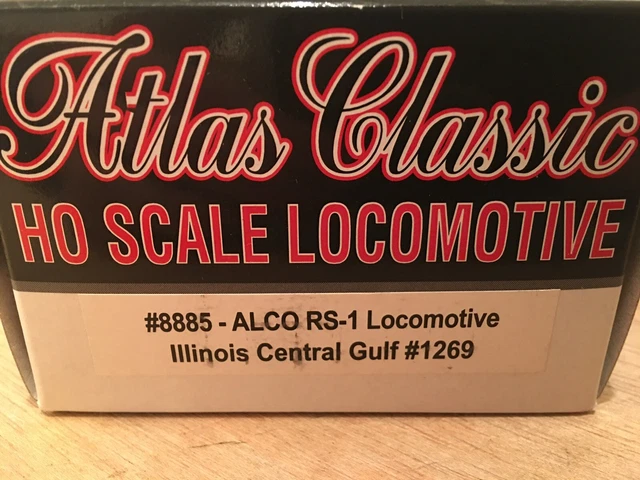 Atlas Classic
HO SCALE LOCOMOTIVE
#8885 - ALCO RS-1 Locomotive
Illinois Central Gulf #1269